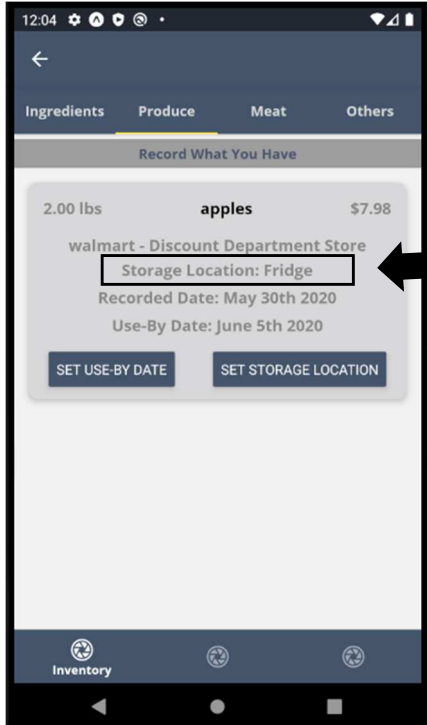 12:04
Ingredients Produce Meat Others
Record What You Have
2.00 lbs apples $7.98
walmart - Discount Department Store
Storage Location: Fridge
Recorded Date: May 30th 2020
Use-By Date: June 5th 2020
SET USE-BY DATE SET STORAGE LOCATION
Inventory